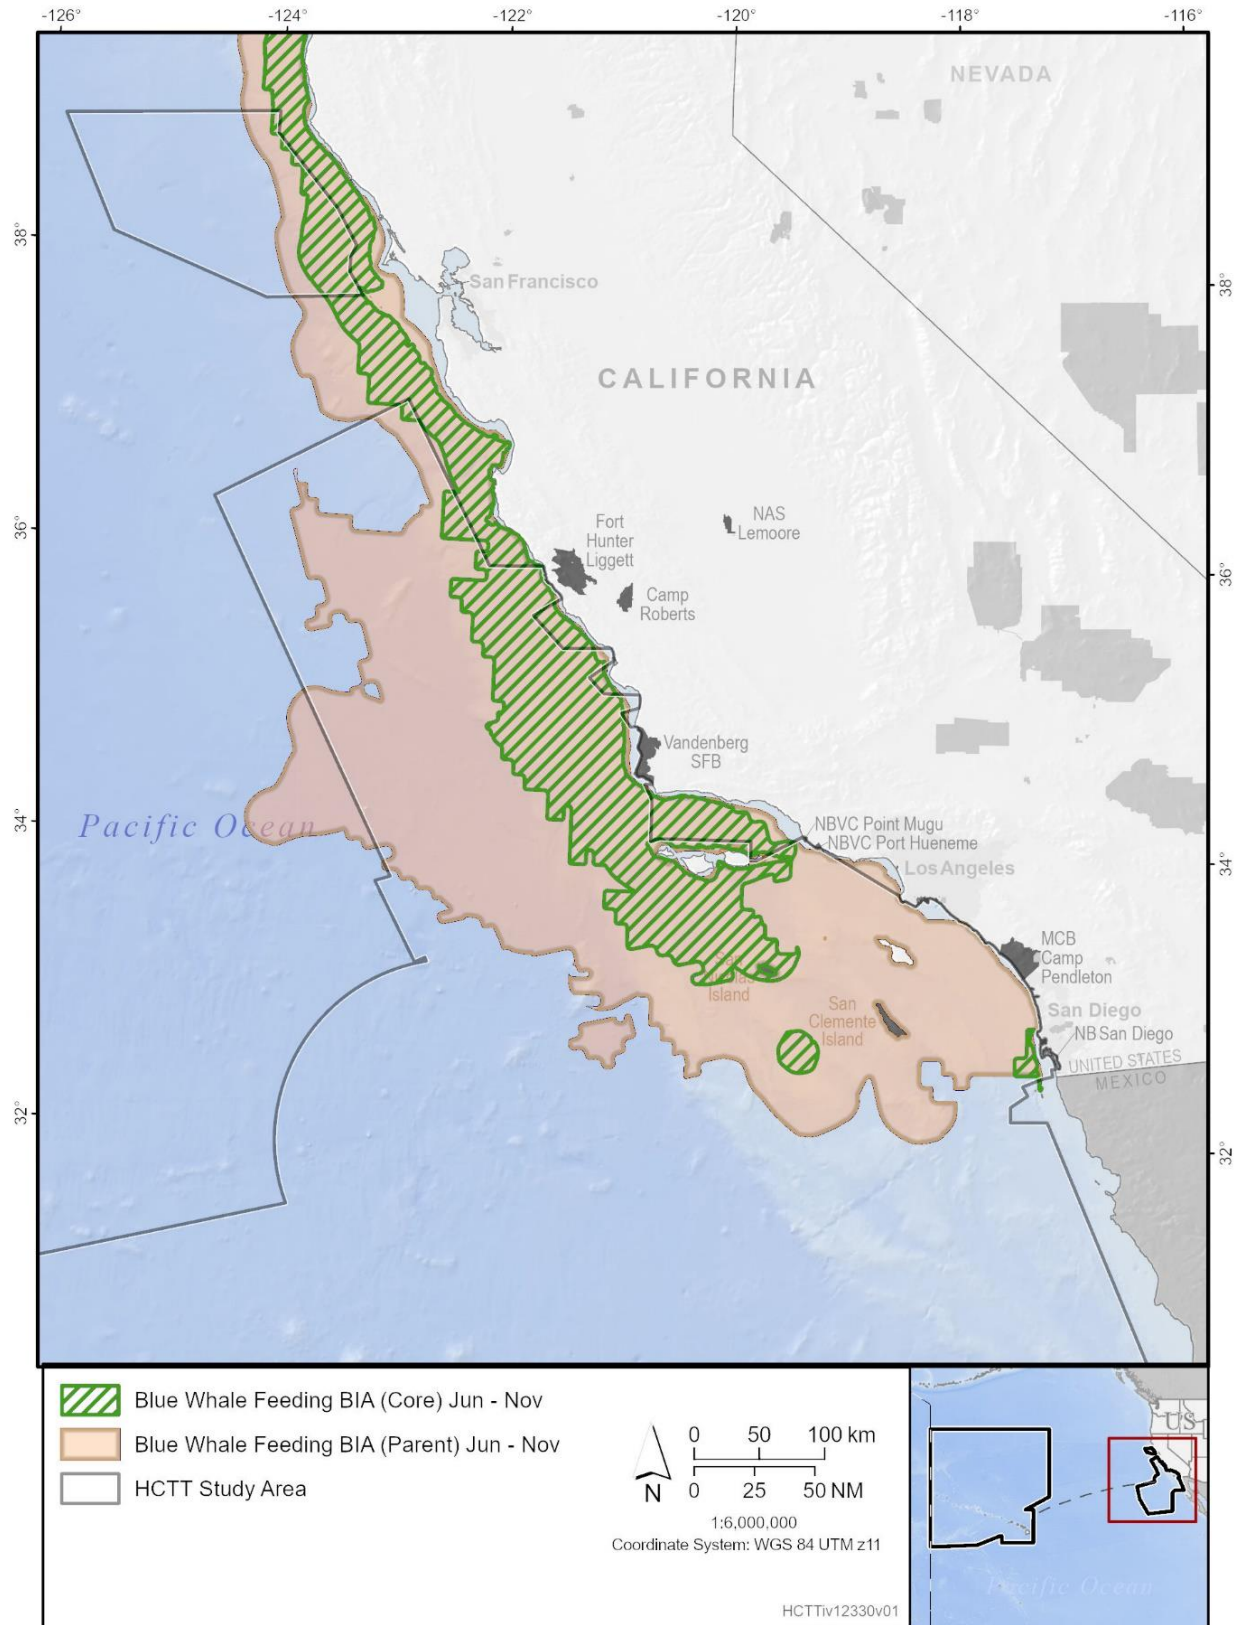 -126°
-124°
-122°
-120°
-118°
-116°
NEVADA
38°
San Francisco
38°
CALIFORNIA
36°
Fort
Hunter
Liggett
NAS
Lemoore
36°
Camp
Roberts
Vandenberg
SFB
34°
Pacific Ocean
NBVC Point Mugu
NBVC Port Hueneme
Los Angeles
34°
MCB
Camp
Pendleton
San
Island
San
Clemente
Island
San Diego
NB San Diego
UNITED STATES
MEXICO
32°
32°
Blue Whale Feeding BIA (Core) Jun - Nov
Blue Whale Feeding BIA (Parent) Jun - Nov
HCTT Study Area
N
0 50 100 km
0 25 50 NM
1:6,000,000
Coordinate System: WGS 84 UTM z11
HCTTiv12330v01
US
Pacific Ocean